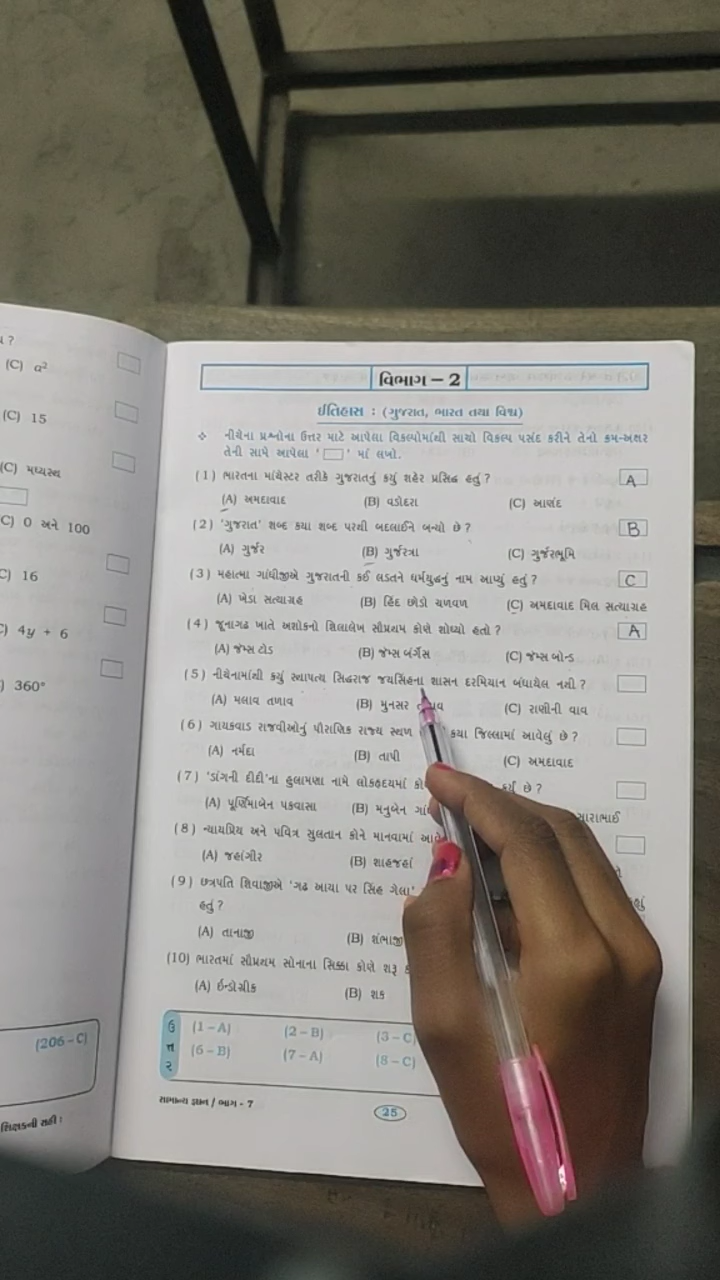 ય ?
(C) a²
(C) 15
(C) મધ્યસ્થ
C) 0 અને 100
C) 16
C) 4y + 6
) 360°
(206 – C)
શિક્ષકની સહી :
વિભાગ – 2
ઈતિહાસ : (ગુજરાત, ભારત તથા વિશ્વ)
❖ નીચેના પ્રશ્નોના ઉત્તર માટે આપેલા વિકલ્પોમાંથી સાચો વિકલ્પ પસંદ કરીને તેનો ક્રમ-અક્ષર
તેની સામે આપેલા ‘ ☐ ’ માં લખો.
(1) ભારતના માંચેસ્ટર તરીકે ગુજરાતનું કયું શહેર પ્રસિદ્ધ હતું ? A
(A) અમદાવાદ (B) વડોદરા (C) આણંદ
(2) ‘ગુજરાત’ શબ્દ કયા શબ્દ પરથી બદલાઈને બન્યો છે ? B
(A) ગુર્જર (B) ગુર્જરત્રા (C) ગુર્જરભૂમિ
(3) મહાત્મા ગાંધીજીએ ગુજરાતની કઈ લડતને ધર્મયુદ્ધનું નામ આપ્યું હતું ? C
(A) ખેડા સત્યાગ્રહ (B) હિંદ છોડો ચળવળ (C) અમદાવાદ મિલ સત્યાગ્રહ
(4) જૂનાગઢ ખાતે અશોકનો શિલાલેખ સૌપ્રથમ કોણે શોધ્યો હતો ? A
(A) જેમ્સ ટોડ (B) જેમ્સ બર્ગેસ (C) જેમ્સ બોન્ડ
(5) નીચેનામાંથી કયું સ્થાપત્ય સિદ્ધરાજ જયસિંહના શાસન દરમિયાન બંધાયેલ નથી ?
(A) મલાવ તળાવ (B) મુનસર (C) રાણીની વાવ
(6) ગાયકવાડ રાજવીઓનું પૌરાણિક રાજ્ય સ્થળ કયા જિલ્લામાં આવેલું છે ?
(A) નર્મદા (B) તાપી (C) અમદાવાદ
(7) ‘ડાંગની દીદી’ના હુલામણા નામે લોકહૃદયમાં છે ?
(A) પૂર્ણિમાબેન પકવાસા (B) મનુબેન સારાભાઈ
(8) ન્યાયપ્રિય અને પવિત્ર સુલતાન કોને માનવામાં
(A) જહાંગીર (B) શાહજહાં
(9) છત્રપતિ શિવાજીએ ‘ગઢ આયા પર સિંહ ગેલા’
હતું ?
(A) તાનાજી (B) શંભાજી
(10) ભારતમાં સૌપ્રથમ સોનાના સિક્કા કોણે શરૂ
(A) ઈન્ડોગ્રીક (B) શક
ઉત્તર
(1 – A) (2 – B) (3 – C)
(6 – B) (7 – A) (8 – C)
સામાન્ય જ્ઞાન / ભાગ - 7
25